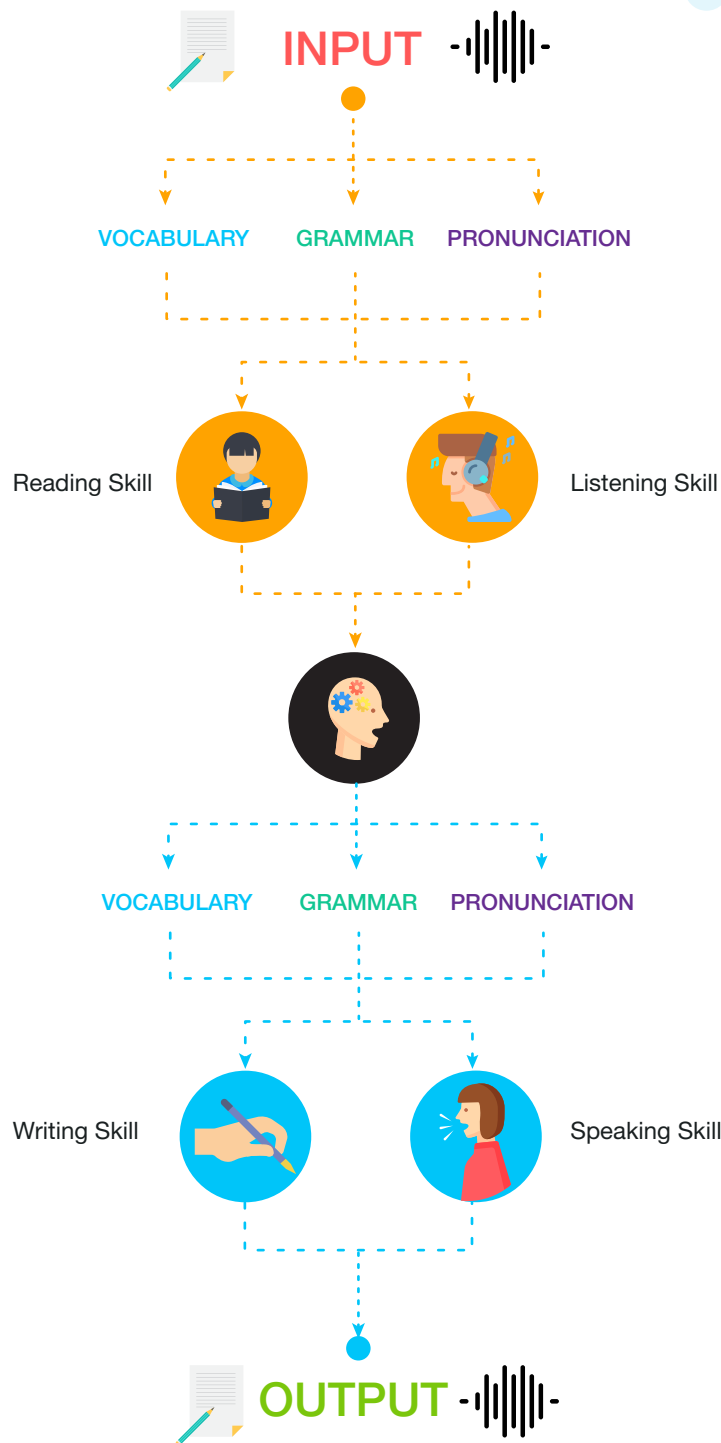 INPUT
VOCABULARY GRAMMAR PRONUNCIATION
Reading Skill Listening Skill
VOCABULARY GRAMMAR PRONUNCIATION
Writing Skill Speaking Skill
OUTPUT